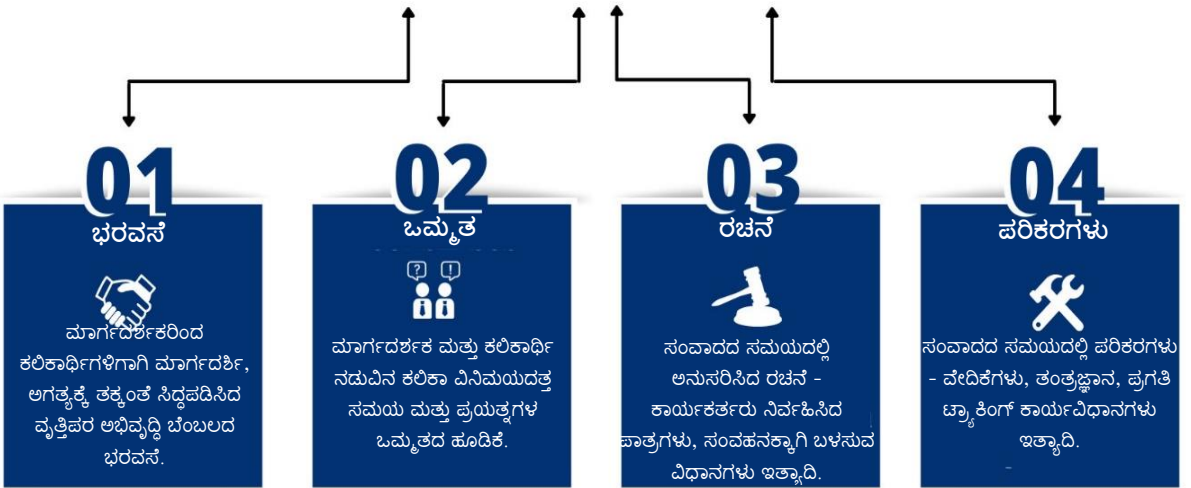 01
ಭರವಸೆ
ಮಾರ್ಗದರ್ಶಕರಿಂದ
ಕಲಿಕಾರ್ಥಿಗಳಿಗಾಗಿ ಮಾರ್ಗದರ್ಶಿ,
ಅಗತ್ಯಕ್ಕೆ ತಕ್ಕಂತೆ ಸಿದ್ಧಪಡಿಸಿದ
ವೃತ್ತಿಪರ ಅಭಿವೃದ್ಧಿ ಬೆಂಬಲದ
ಭರವಸೆ.
02
ಒಮ್ಮತ
? !
ಮಾರ್ಗದರ್ಶಕ ಮತ್ತು ಕಲಿಕಾರ್ಥಿ
ನಡುವಿನ ಕಲಿಕಾ ವಿನಿಮಯದತ್ತ
ಸಮಯ ಮತ್ತು ಪ್ರಯತ್ನಗಳ
ಒಮ್ಮತದ ಹೂಡಿಕೆ.
03
ರಚನೆ
ಸಂವಾದದ ಸಮಯದಲ್ಲಿ
ಅನುಸರಿಸಿದ ರಚನೆ -
ಕಾರ್ಯಕರ್ತರು ನಿರ್ವಹಿಸಿದ
ಪಾತ್ರಗಳು, ಸಂವಹನಕ್ಕಾಗಿ ಬಳಸುವ
ವಿಧಾನಗಳು ಇತ್ಯಾದಿ.
04
ಪರಿಕರಗಳು
ಸಂವಾದದ ಸಮಯದಲ್ಲಿ ಪರಿಕರಗಳು
- ವೇದಿಕೆಗಳು, ತಂತ್ರಜ್ಞಾನ, ಪ್ರಗತಿ
ಟ್ರ್ಯಾಕಿಂಗ್ ಕಾರ್ಯವಿಧಾನಗಳು
ಇತ್ಯಾದಿ.